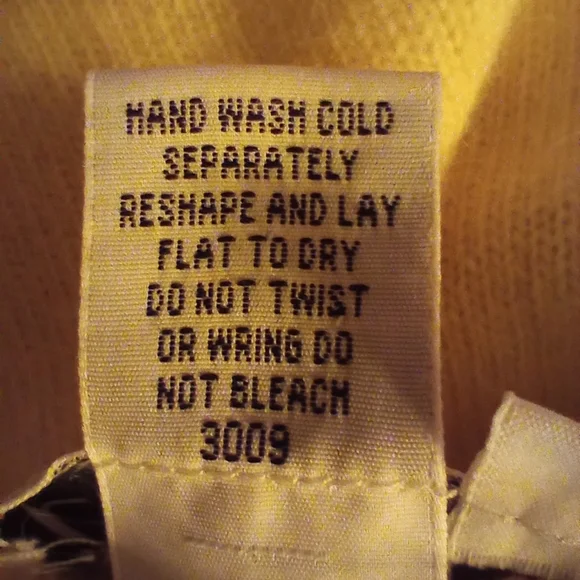 HAND WASH COLD
SEPARATELY
RESHAPE AND LAY
FLAT TO DRY
DO NOT TWIST
OR WRING DO
NOT BLEACH
3009